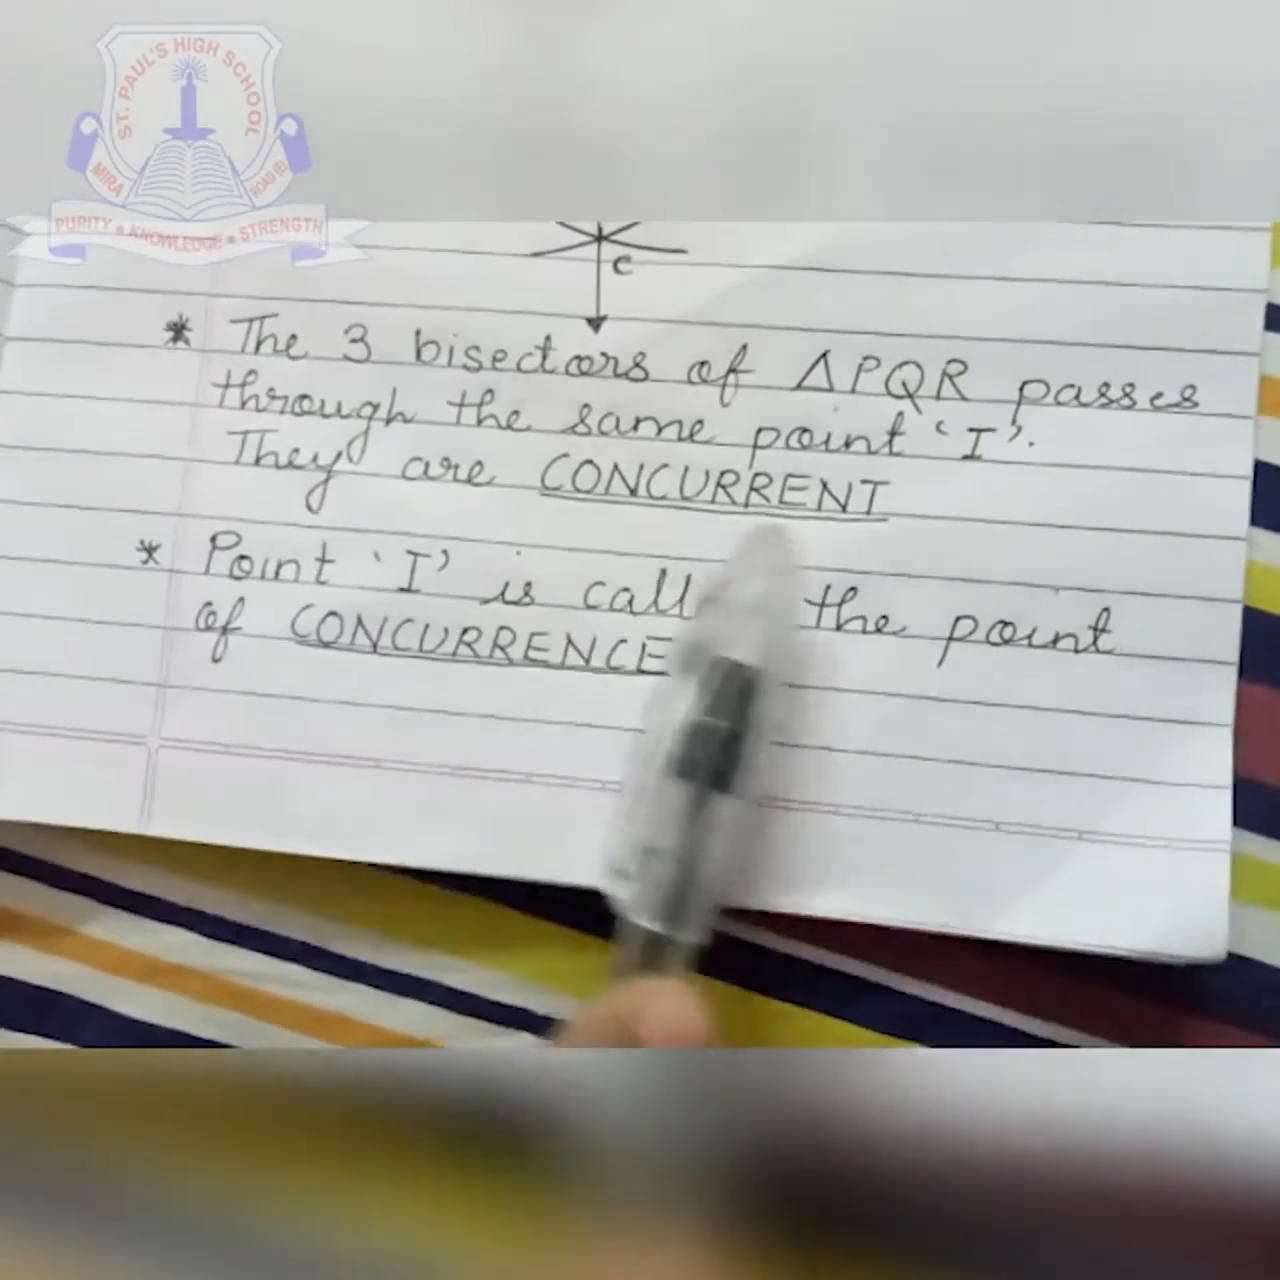 ST. PAUL'S HIGH SCHOOL
MIRA ROAD (E)
PURITY KNOWLEDGE STRENGTH
c
* The 3 bisectors of ΔPQR passes
through the same point 'I'.
They are CONCURRENT
* Point 'I' is call the point
of CONCURRENCE